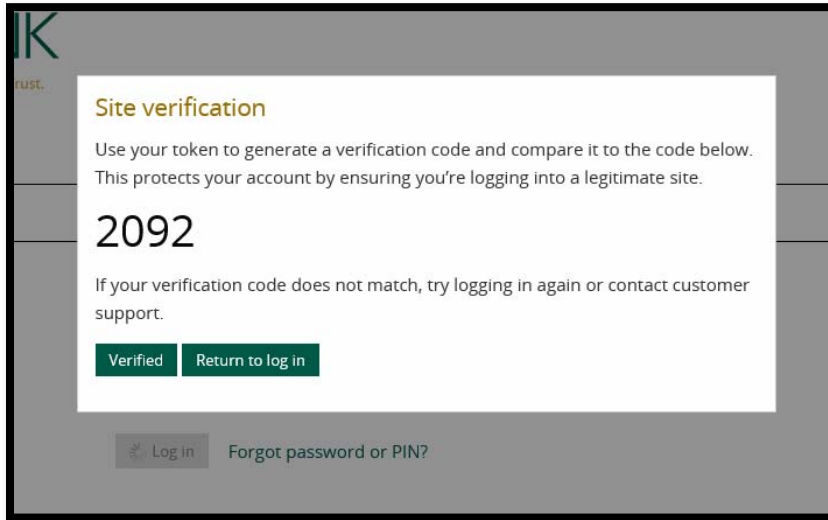 NK
rust.
Site verification
Use your token to generate a verification code and compare it to the code below.
This protects your account by ensuring you’re logging into a legitimate site.
2092
If your verification code does not match, try logging in again or contact customer
support.
Verified Return to log in
Log in Forgot password or PIN?